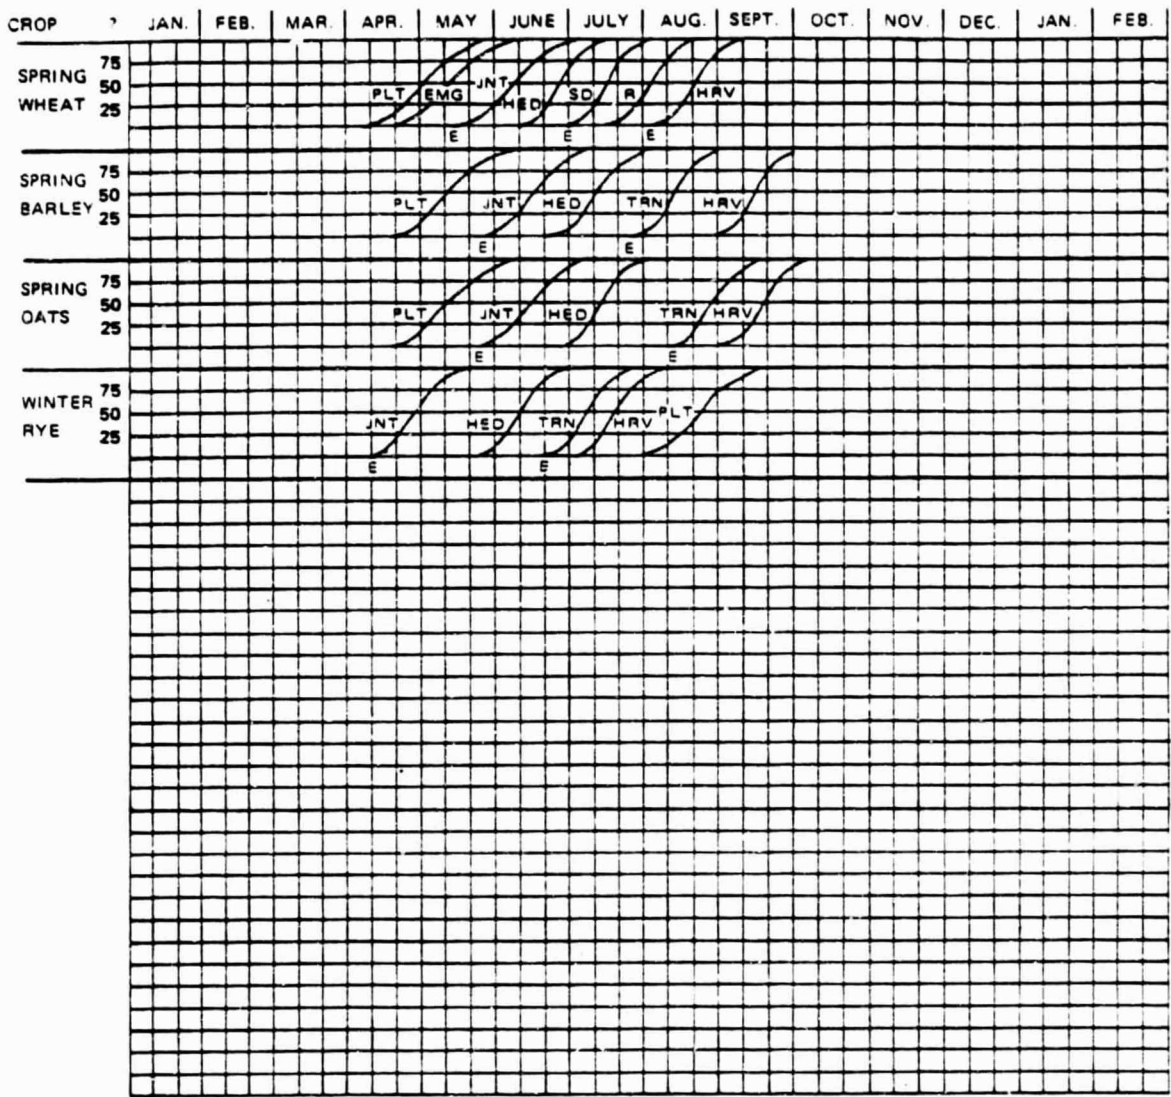 CROP ? JAN. FEB. MAR. APR. MAY JUNE JULY AUG. SEPT. OCT. NOV. DEC. JAN. FEB.
75
SPRING
50
WHEAT
25
PLT EMG JNT HED SD R HRV
E E E
75
SPRING
50
BARLEY
25
PLT JNT HED TRN HRV
E E
75
SPRING
50
OATS
25
PLT JNT HED TRN HRV
E E
75
WINTER
50
RYE
25
JNT HED TRN HRV PLT
E E